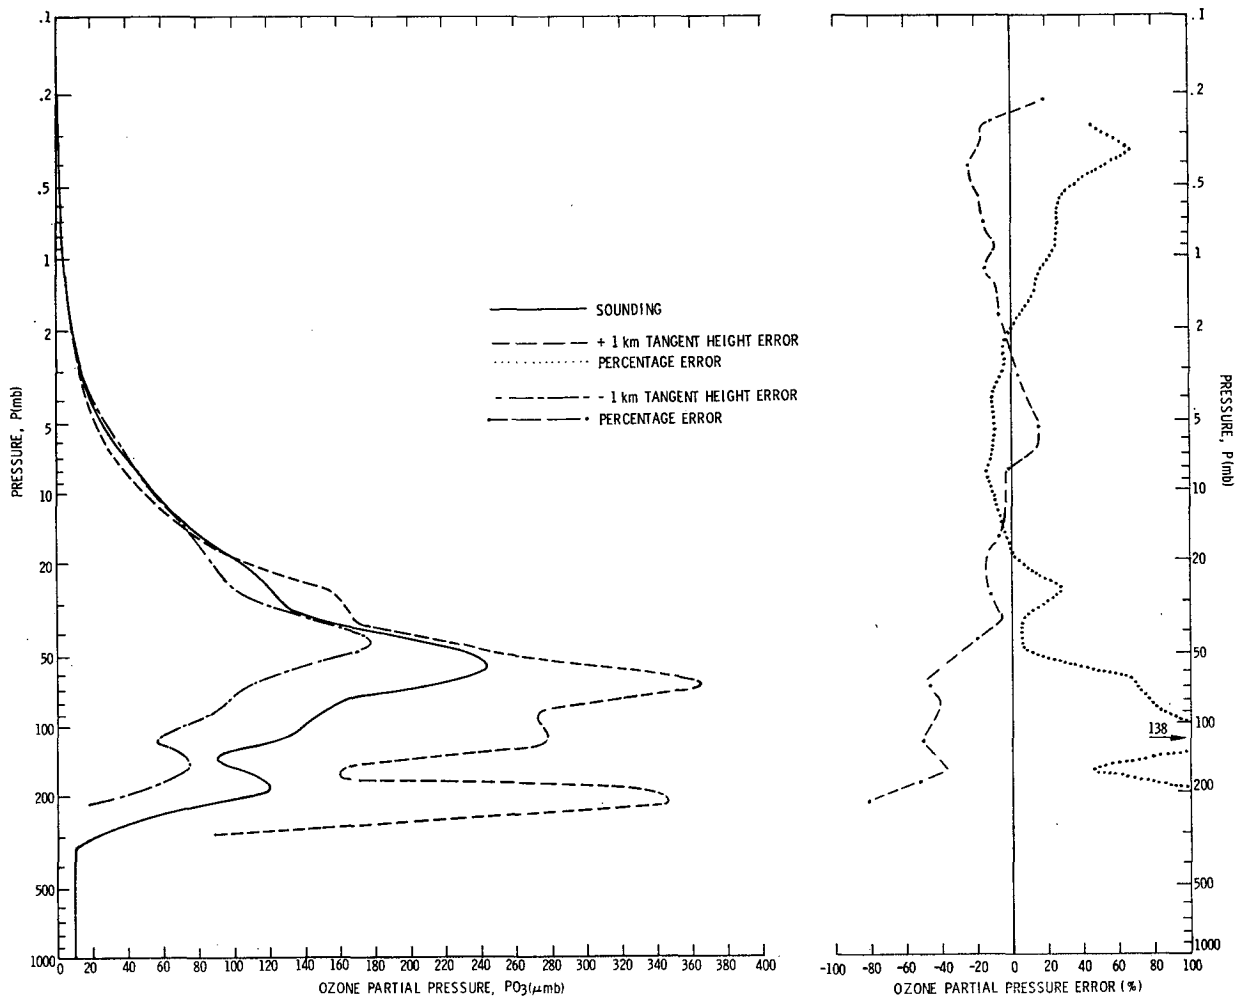 .1
.2
.5
1
2
5
10
20
50
100
200
500
1000
PRESSURE, P(mb)
0 20 40 60 80 100 120 140 160 180 200 220 240 260 280 300 320 340 360 380 400
OZONE PARTIAL PRESSURE, PO3(μmb)
SOUNDING
+ 1 km TANGENT HEIGHT ERROR
PERCENTAGE ERROR
- 1 km TANGENT HEIGHT ERROR
PERCENTAGE ERROR
.1
.2
.5
1
2
5
10
20
50
100
138
200
500
1000
PRESSURE, P(mb)
-100 -80 -60 -40 -20 0 20 40 60 80 100
OZONE PARTIAL PRESSURE ERROR (%)